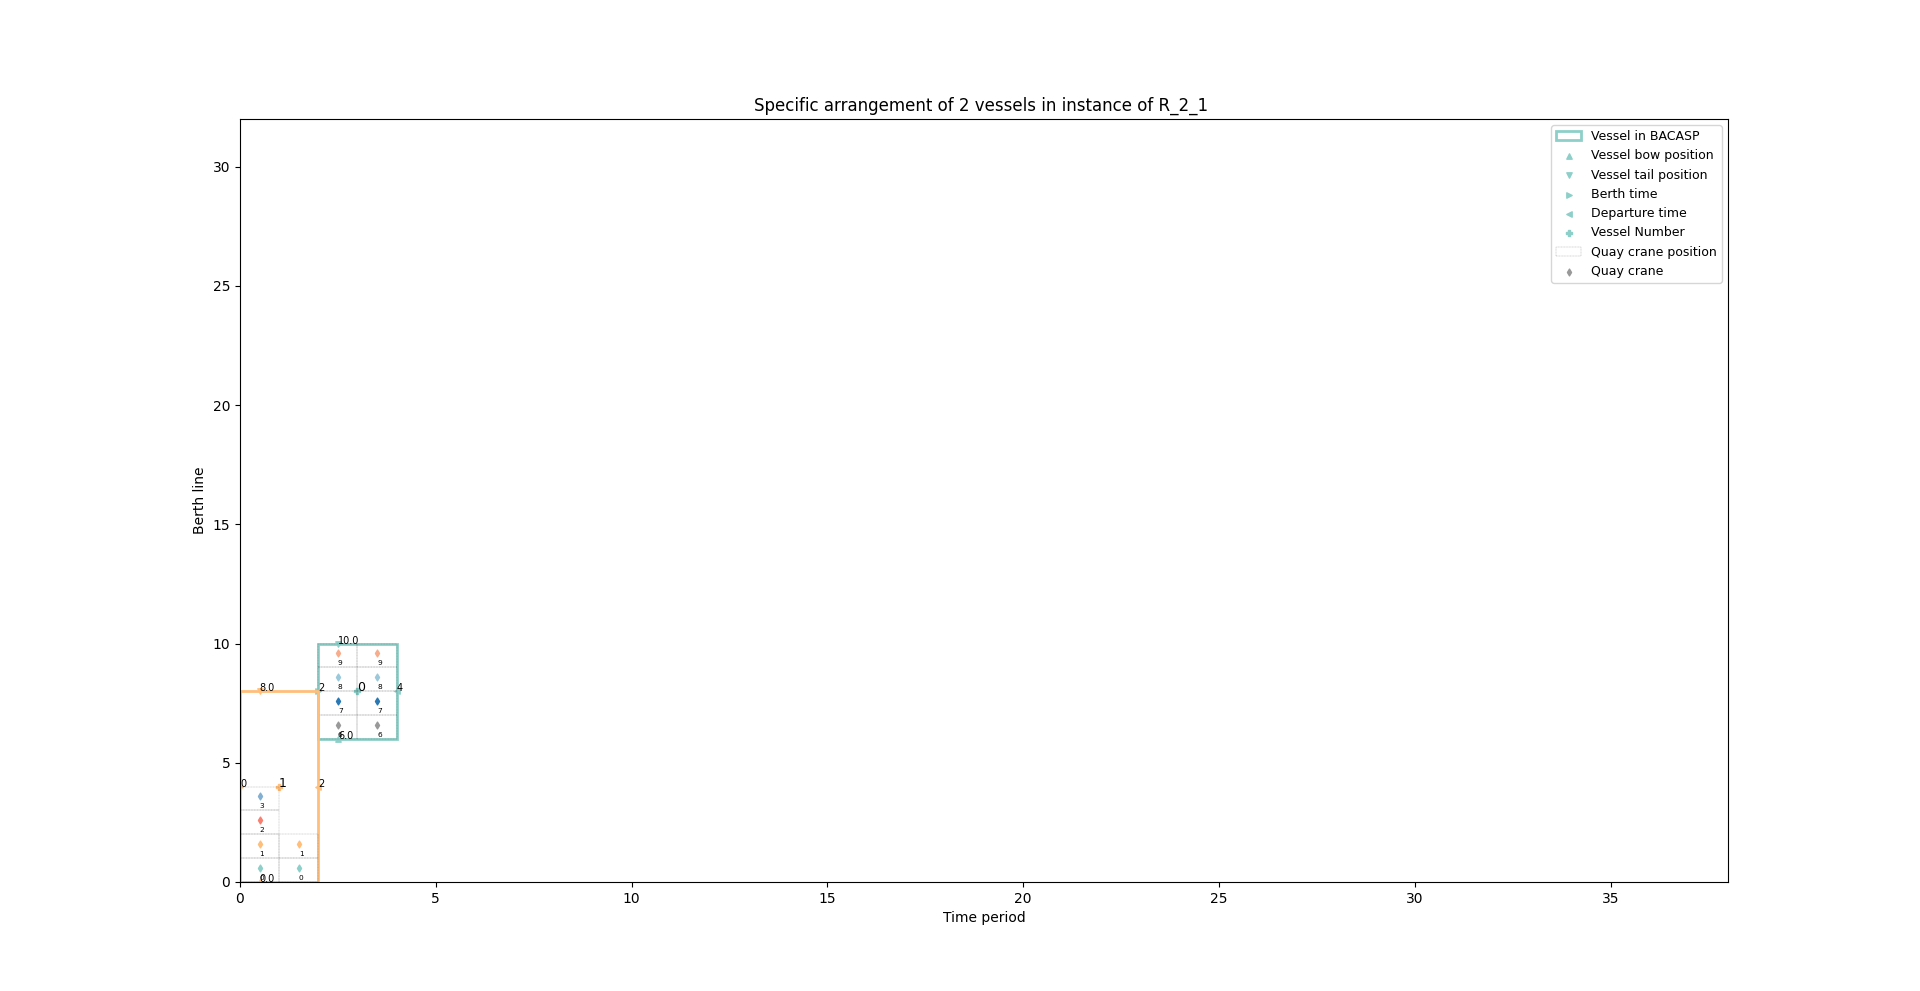 Specific arrangement of 2 vessels in instance of R_2_1
Vessel in BACASP
Vessel bow position
Vessel tail position
Berth time
Departure time
Vessel Number
Quay crane position
Quay crane
30
25
20
15
10
5
0
Berth line
10.0
9 9
8.0 2 8 0 8 4
7 7
6.0 6
0 1 2
3
2
1 1
0.0 0
0 5 10 15 20 25 30 35
Time period